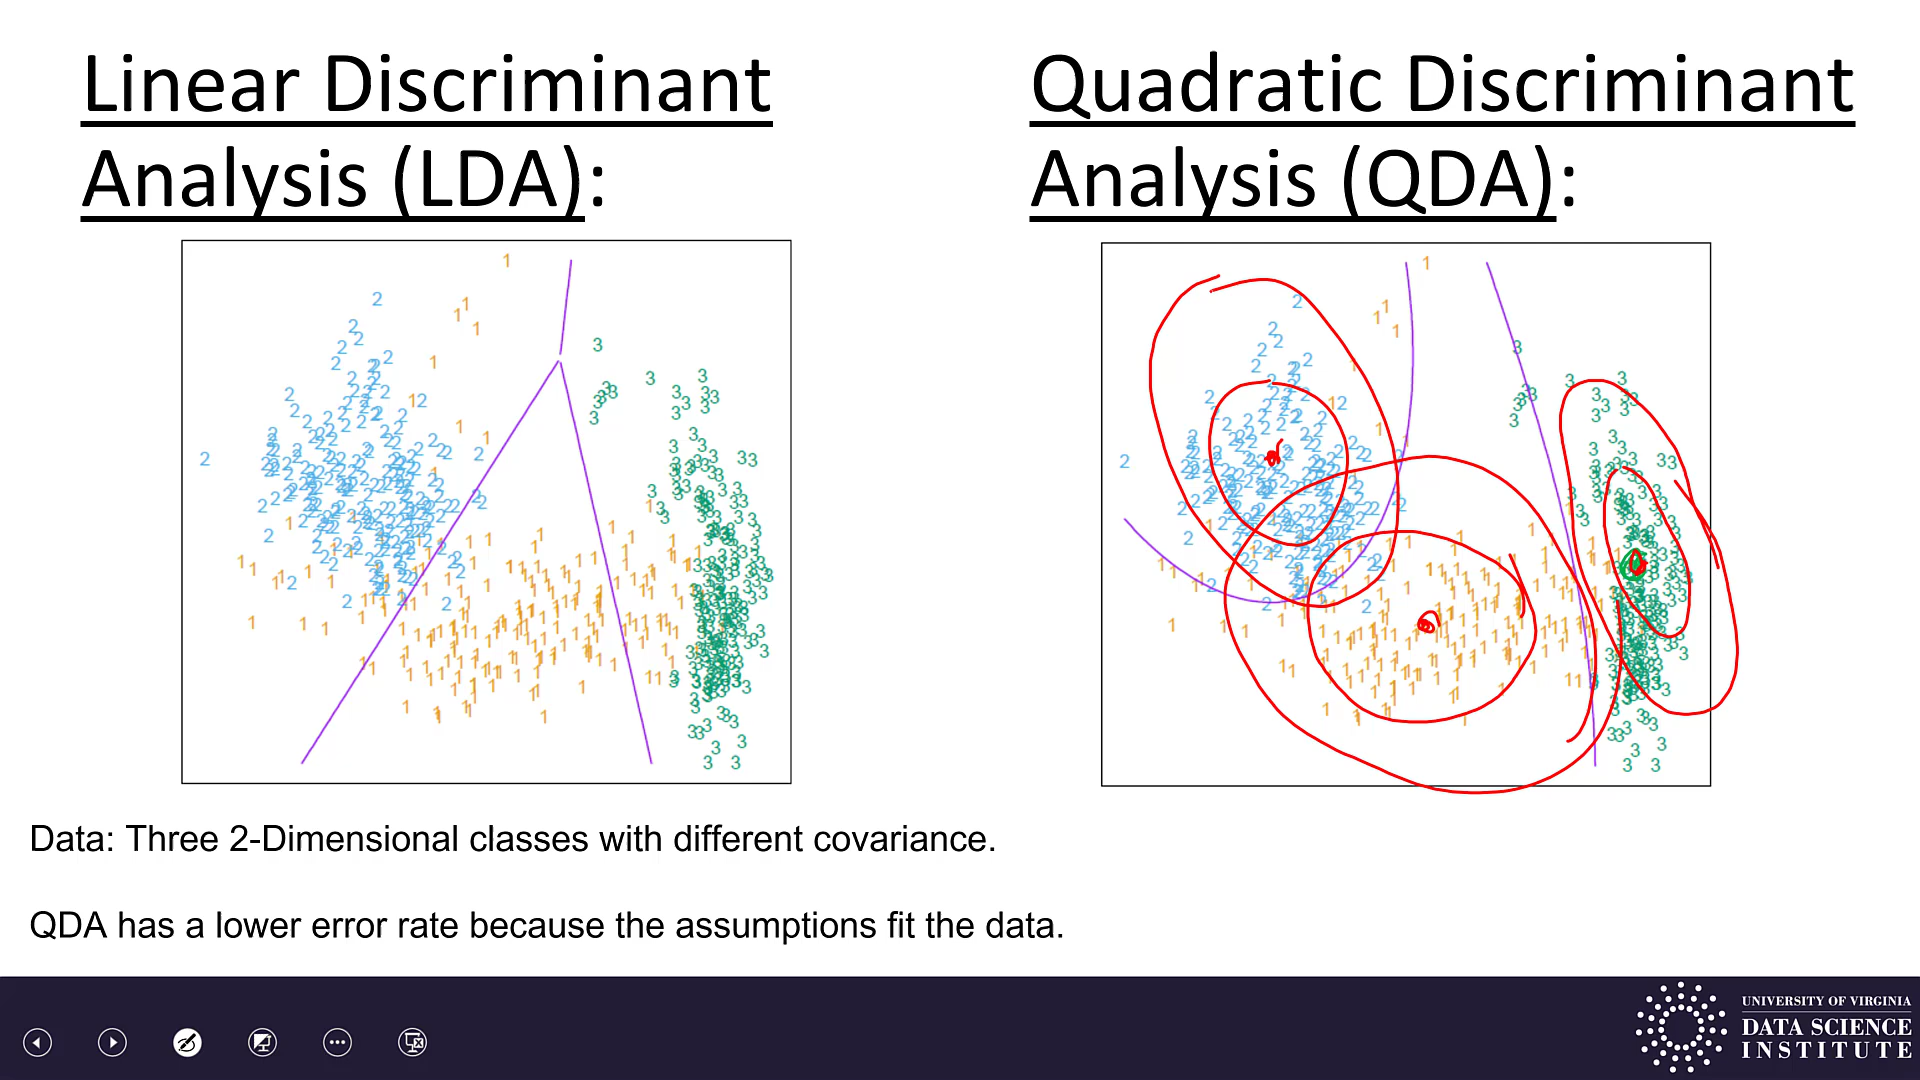 Linear Discriminant
Analysis (LDA):
Quadratic Discriminant
Analysis (QDA):
Data: Three 2-Dimensional classes with different covariance.
QDA has a lower error rate because the assumptions fit the data.
UNIVERSITY OF VIRGINIA
DATA SCIENCE
INSTITUTE